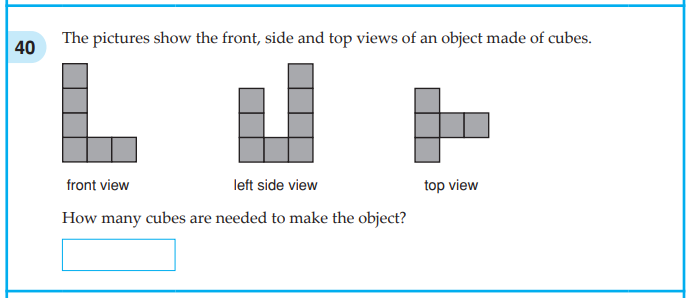 40
The pictures show the front, side and top views of an object made of cubes.
front view
left side view
top view
How many cubes are needed to make the object?